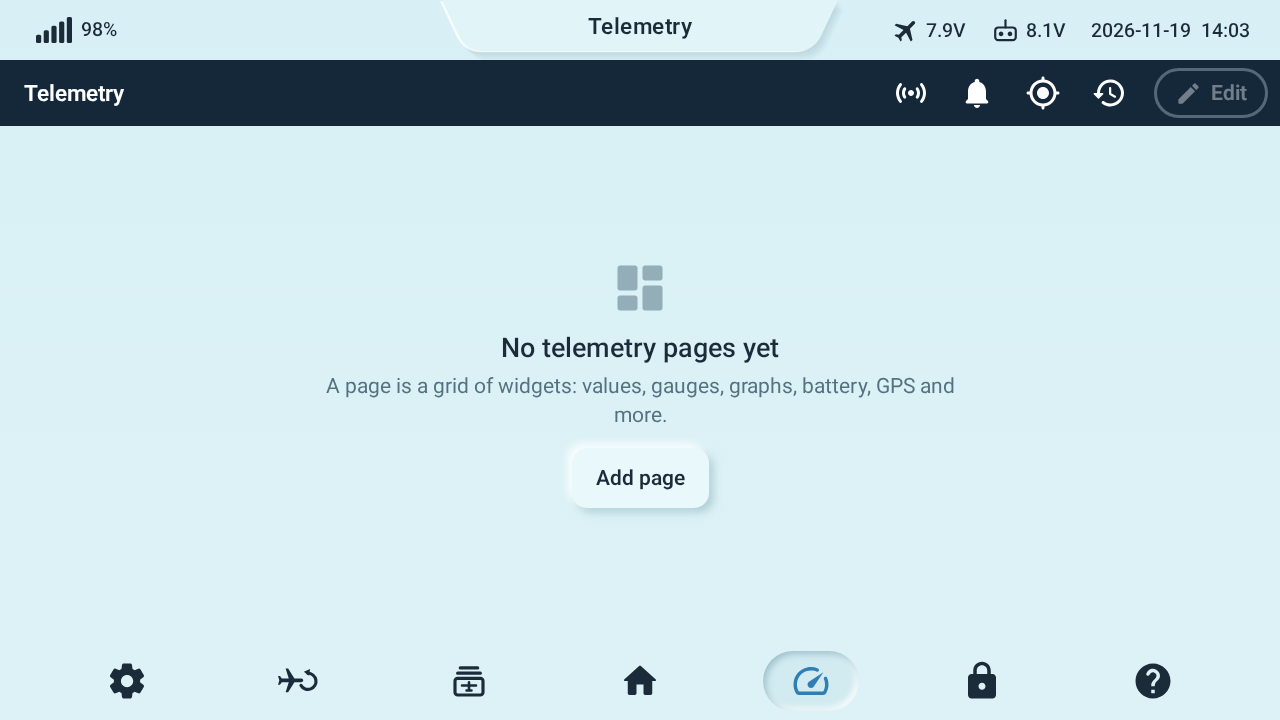 98%
Telemetry
7.9V
8.1V
2026-11-19 14:03
Telemetry
Edit
No telemetry pages yet
A page is a grid of widgets: values, gauges, graphs, battery, GPS and
more.
Add page